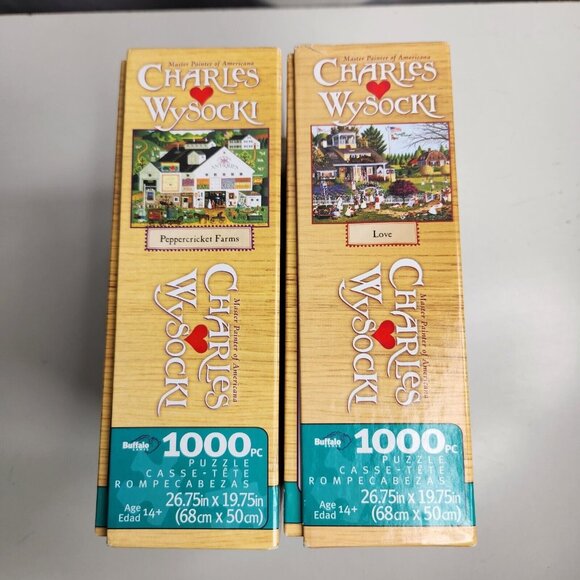 Master Painter of Americana
CHARLES
WYSOCKI
Peppercricket Farms
Master Painter of Americana
CHARLES
WYSOCKI
Buffalo
1000PC
PUZZLE
CASSE-TÊTE
ROMPECABEZAS
Age
Edad 14+
26.75in x 19.75in
(68cm x 50cm)
Master Painter of Americana
CHARLES
WYSOCKI
Love
Master Painter of Americana
CHARLES
WYSOCKI
Buffalo
1000PC
PUZZLE
CASSE-TÊTE
ROMPECABEZAS
Age
Edad 14+
26.75in x 19.75in
(68cm x 50cm)